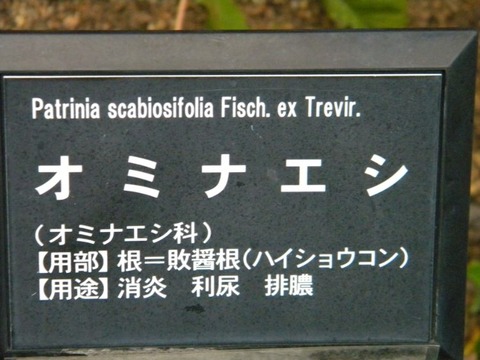 Patrinia scabiosifolia Fisch. ex Trevir.
オミナエシ
(オミナエシ科)
【用部】根＝敗醤根(ハイショウコン)
【用途】消炎　利尿　排膿